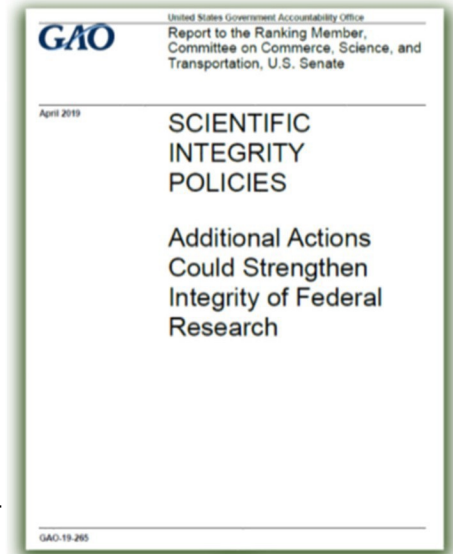 United States Government Accountability Office
GAO
Report to the Ranking Member,
Committee on Commerce, Science, and
Transportation, U.S. Senate
April 2019
SCIENTIFIC
INTEGRITY
POLICIES
Additional Actions
Could Strengthen
Integrity of Federal
Research
GAO-19-265